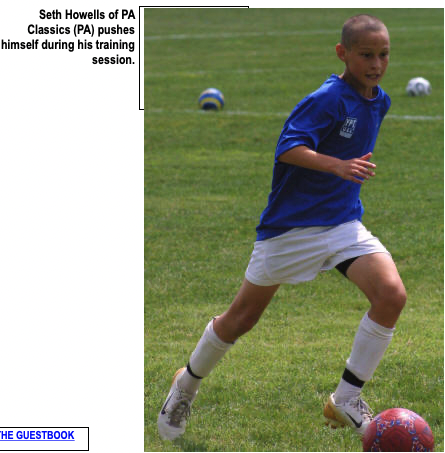 Seth Howells of PA
Classics (PA) pushes
himself during his training
session.
THE GUESTBOOK